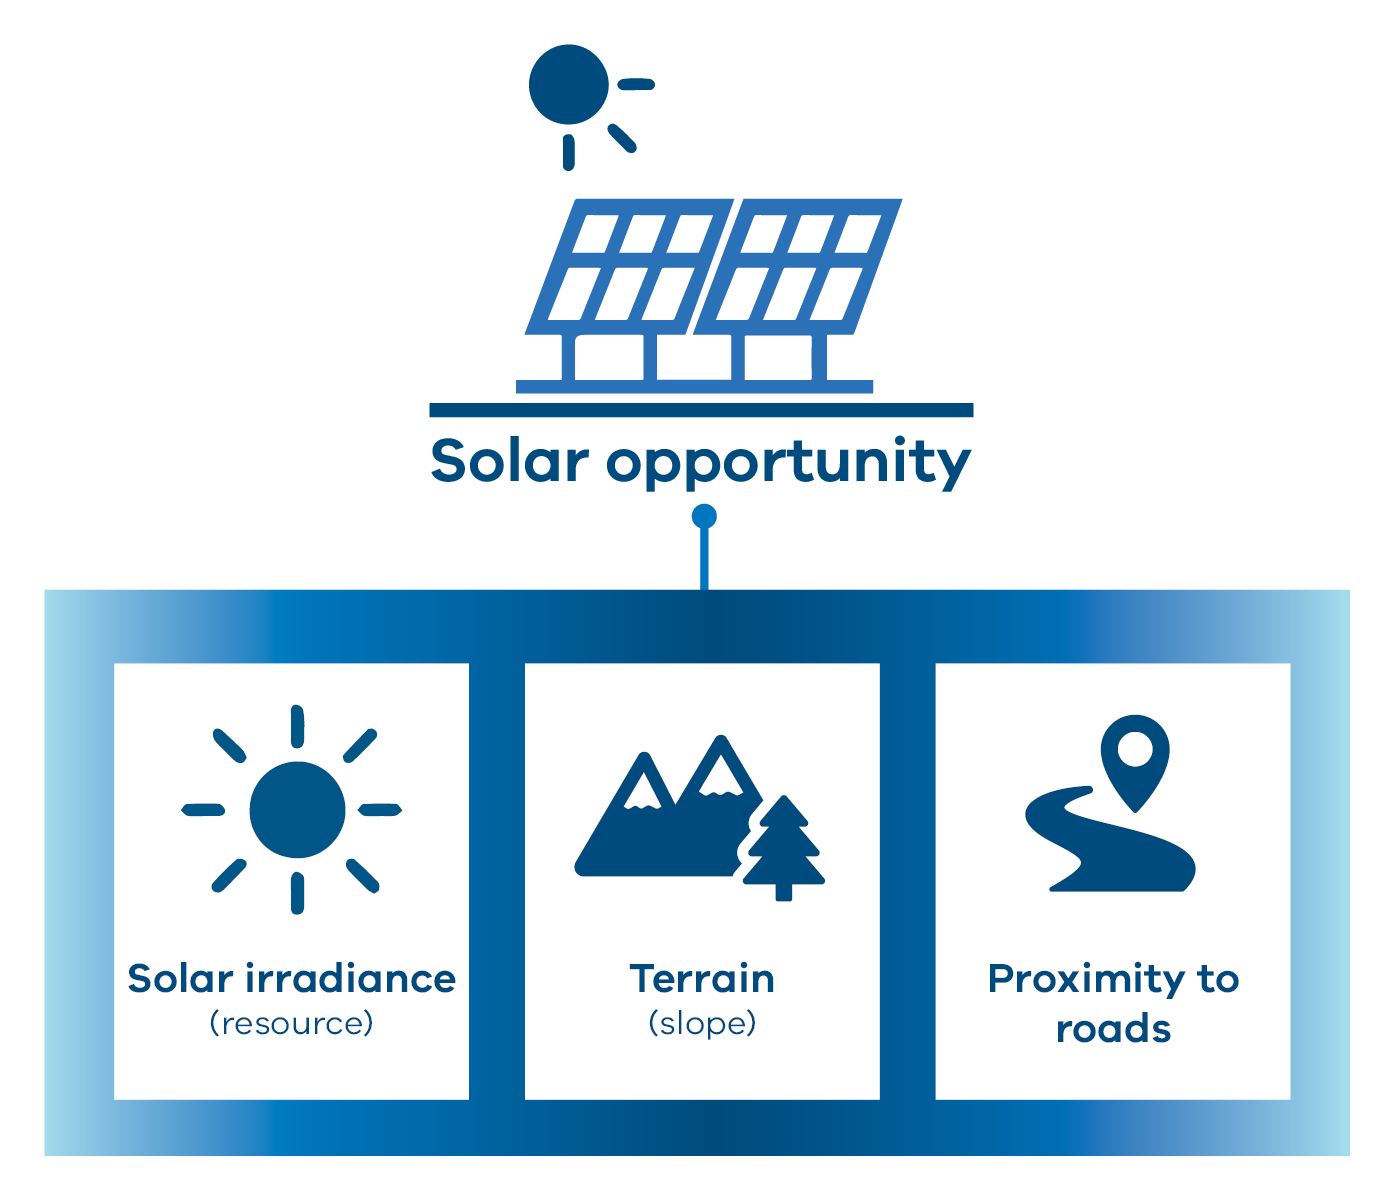 Solar opportunity
Solar irradiance
(resource)
Terrain
(slope)
Proximity to
roads